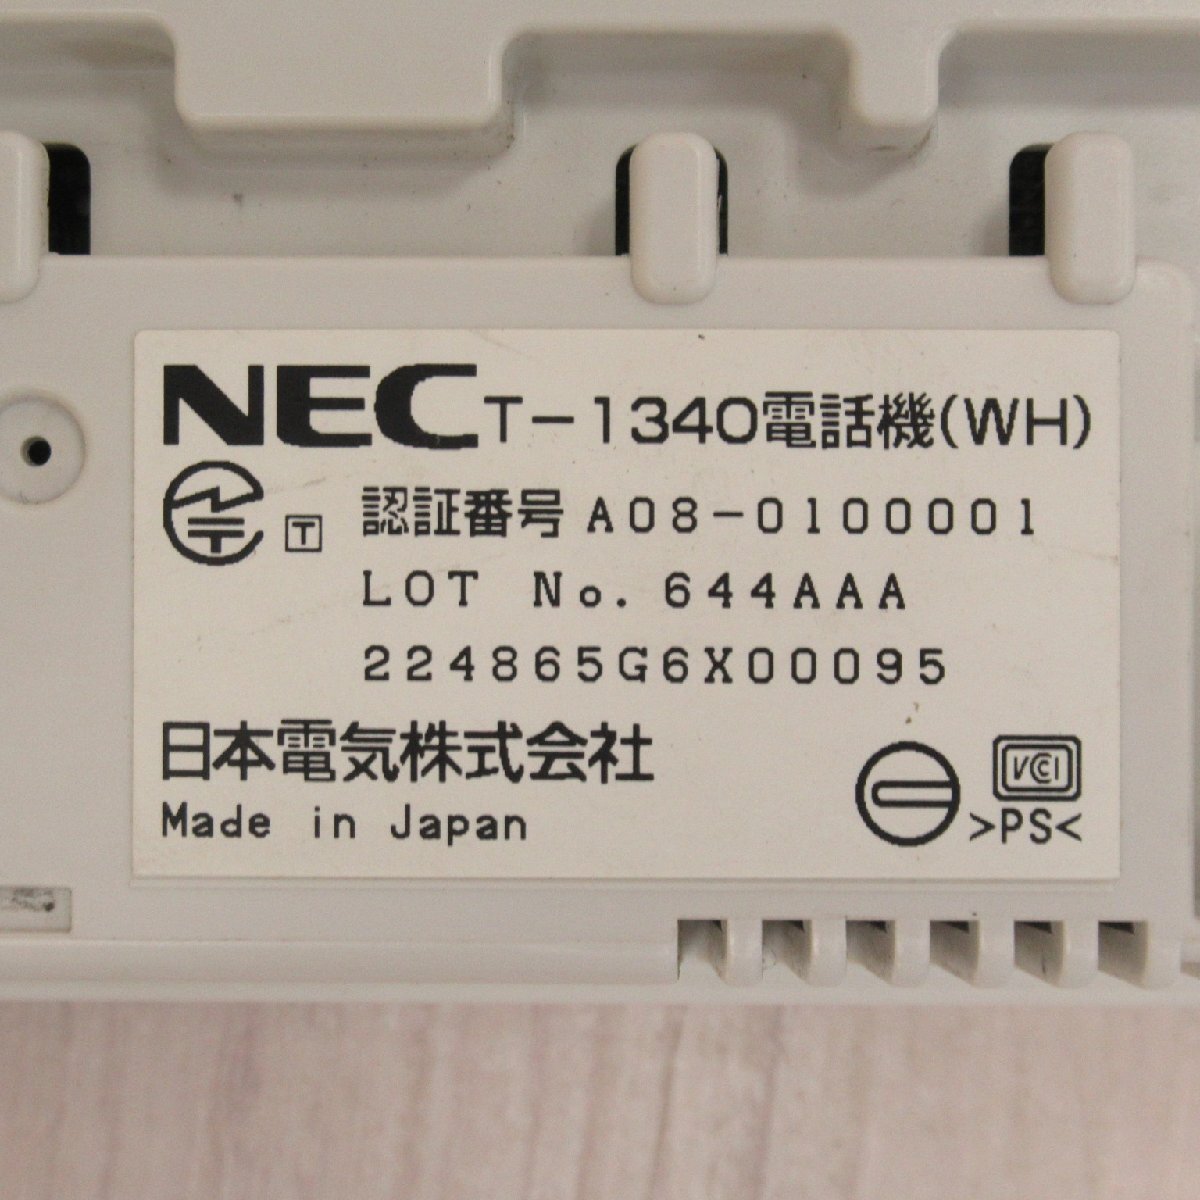 NEC T-1340電話機(WH)
T 認証番号 A08-0100001
LOT No. 644AAA
224865G6X00095
日本電気株式会社
VCCI
Made in Japan
>PS<